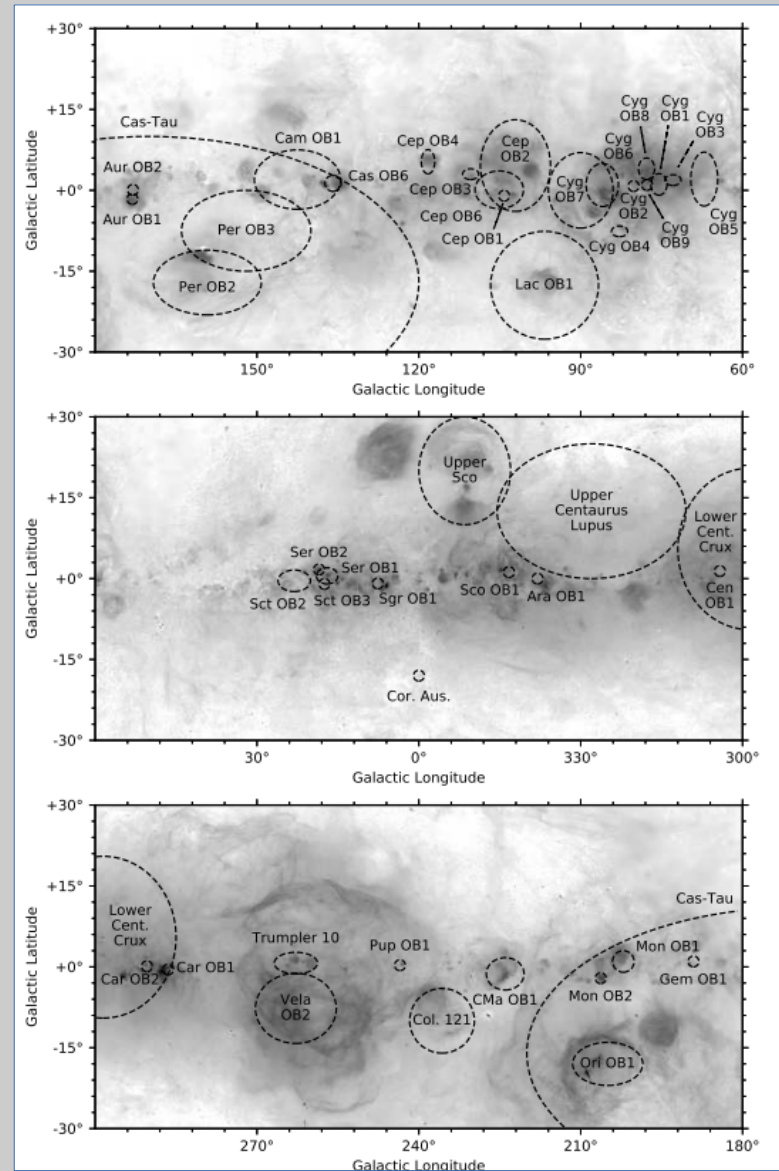 +30°
+15°
+0°
-15°
-30°
Galactic Latitude
Cas-Tau
Aur OB2
Aur OB1
Cam OB1
Cas OB6
Per OB3
Per OB2
Cep OB4
Cep
OB2
Cep OB3
Cep OB6
Cep OB1
Lac OB1
Cyg
OB7
Cyg
OB6
Cyg
OB8
Cyg
OB1
Cyg
OB3
Cyg
OB2
Cyg OB4
Cyg
OB9
Cyg
OB5
150°
120°
90°
60°
Galactic Longitude
+30°
+15°
+0°
-15°
-30°
Galactic Latitude
Upper
Sco
Upper
Centaurus
Lupus
Lower
Cent.
Crux
Cen
OB1
Ser OB2
Ser OB1
Sct OB2
Sct OB3
Sgr OB1
Sco OB1
Ara OB1
Cor. Aus.
30°
0°
330°
300°
Galactic Longitude
+30°
+15°
+0°
-15°
-30°
Galactic Latitude
Lower
Cent.
Crux
Car OB2
Car OB1
Trumpler 10
Vela
OB2
Pup OB1
Col. 121
CMa OB1
Cas-Tau
Mon OB1
Mon OB2
Gem OB1
Ori OB1
270°
240°
210°
180°
Galactic Longitude